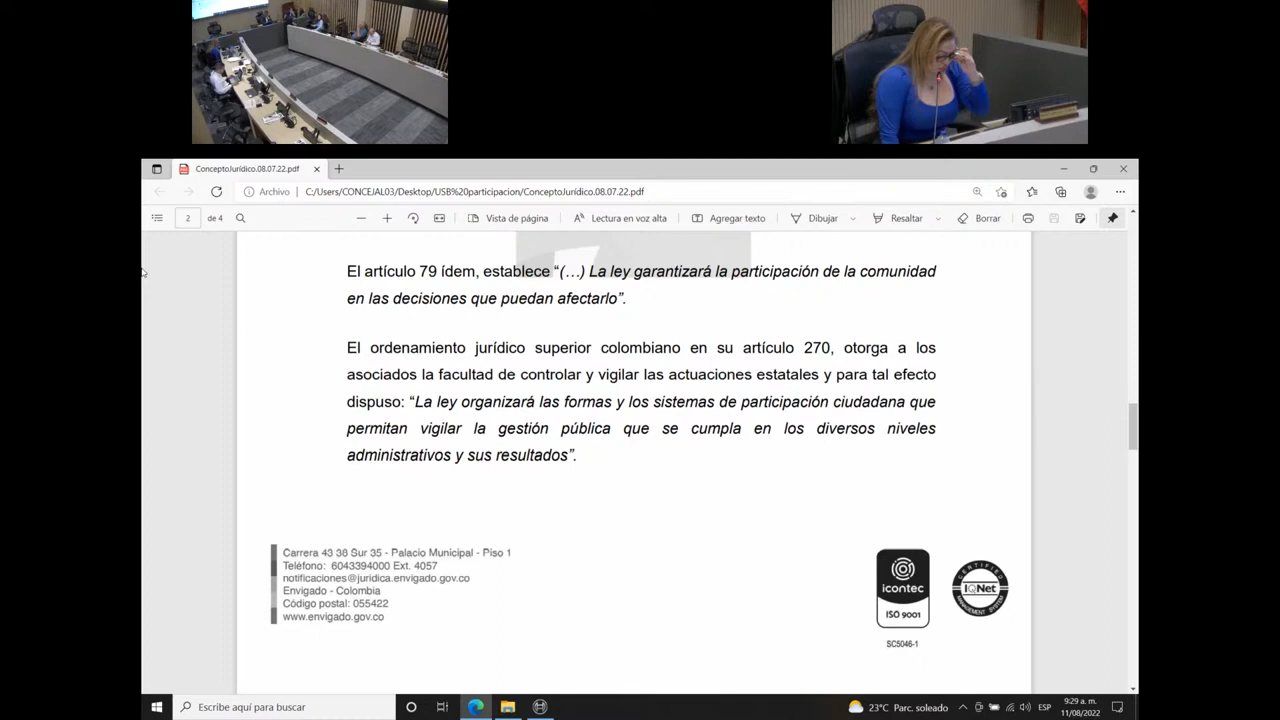 ConceptoJurídico.08.07.22.pdf
Archivo
C:/Users/CONCEJAL03/Desktop/USB%20participacion/ConceptoJurídico.08.07.22.pdf
2 de 4
Vista de página
Lectura en voz alta
Agregar texto
Dibujar
Resaltar
Borrar
El artículo 79 ídem, establece “(…) La ley garantizará la participación de la comunidad
en las decisiones que puedan afectarlo”.
El ordenamiento jurídico superior colombiano en su artículo 270, otorga a los
asociados la facultad de controlar y vigilar las actuaciones estatales y para tal efecto
dispuso: “La ley organizará las formas y los sistemas de participación ciudadana que
permitan vigilar la gestión pública que se cumpla en los diversos niveles
administrativos y sus resultados”.
Carrera 43 38 Sur 35 - Palacio Municipal - Piso 1
Teléfono: 6043394000 Ext. 4057
notificaciones@juridica.envigado.gov.co
Envigado - Colombia
Código postal: 055422
www.envigado.gov.co
icontec
ISO 9001
SC5046-1
CERTIFIED
IQNet
MANAGEMENT SYSTEM
Escribe aquí para buscar
23°C Parc. soleado
ESP
9:29 a. m.
11/08/2022